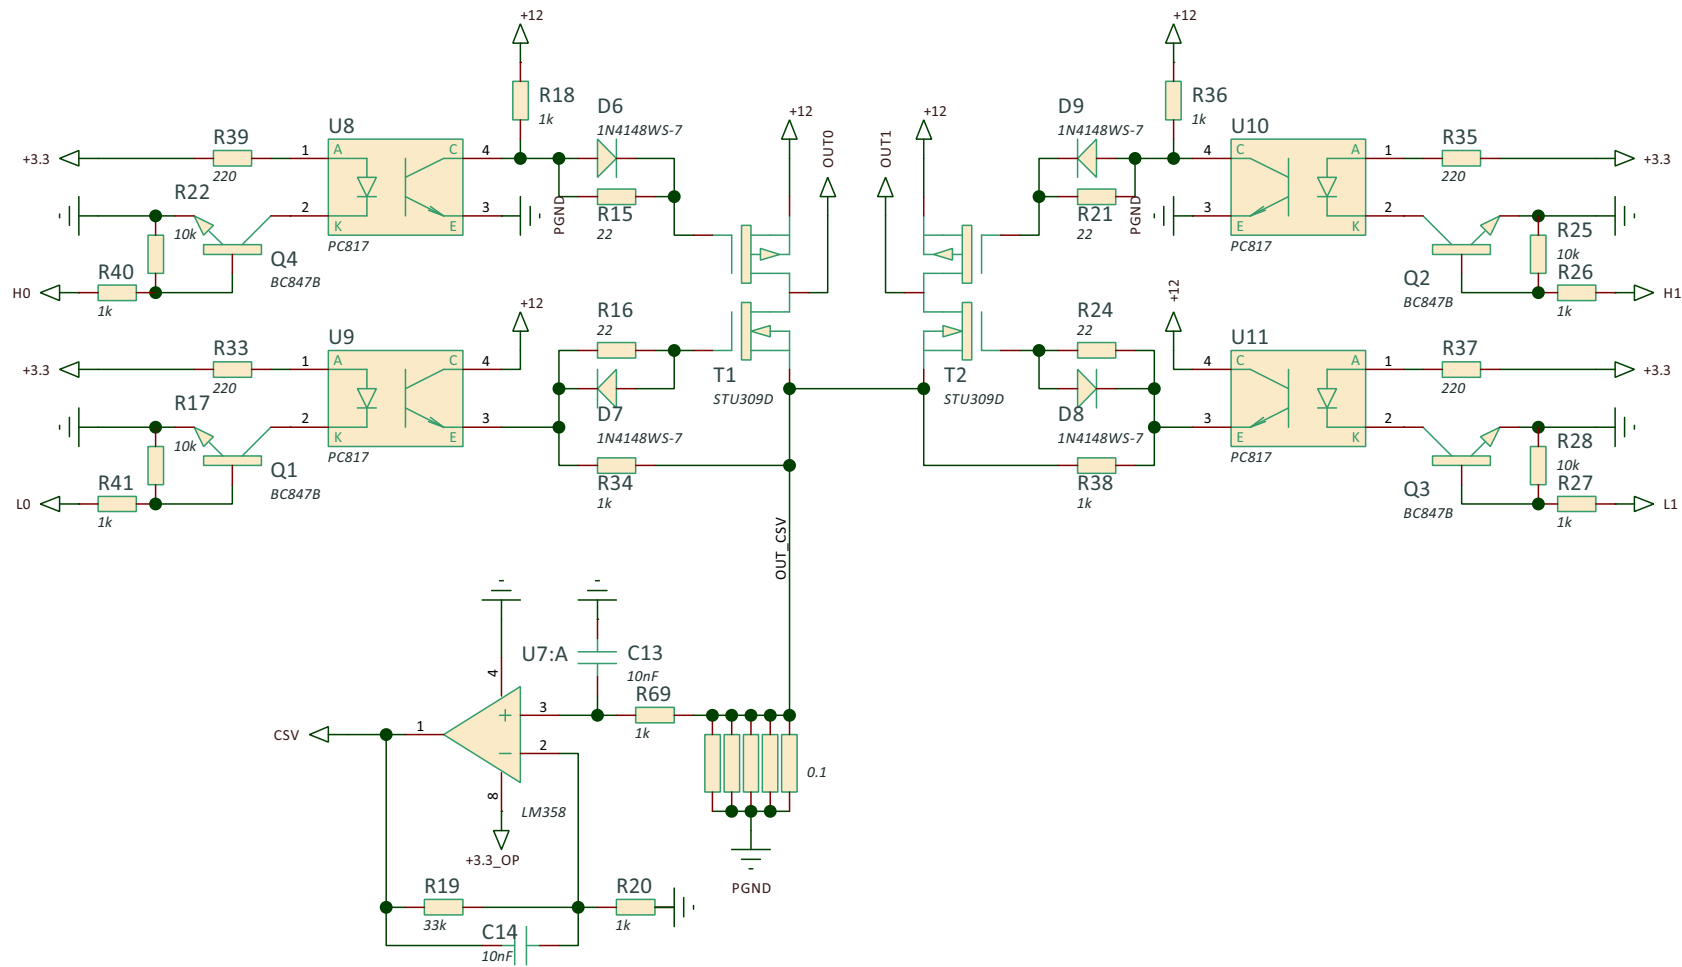 +12
R18
1k
D6
1N4148WS-7
+12
OUT0
U8
R39
+3.3
220
1
A
C
4
R22
10k
2
K
E
3
PC817
PGND
R15
22
Q4
BC847B
R40
H0
1k
+12
OUT1
+12
D9
1N4148WS-7
R36
1k
U10
R35
4
C
A
1
220
+3.3
R21
22
PGND
3
E
K
2
PC817
R25
10k
Q2
BC847B
R26
1k
H1
U9
R33
+3.3
220
1
A
C
4
+12
R16
22
R17
10k
2
K
E
3
PC817
D7
1N4148WS-7
T1
STU309D
Q1
BC847B
R41
L0
1k
R34
1k
T2
STU309D
R24
22
+12
U11
R37
4
C
A
1
220
+3.3
D8
1N4148WS-7
3
E
K
2
PC817
R38
1k
R28
10k
Q3
BC847B
R27
1k
L1
OUT_CSV
U7:A
4
C13
10nF
R69
1k
3
+
CSV
1
2
−
8
LM358
+3.3_OP
0.1
PGND
R19
33k
R20
1k
C14
10nF